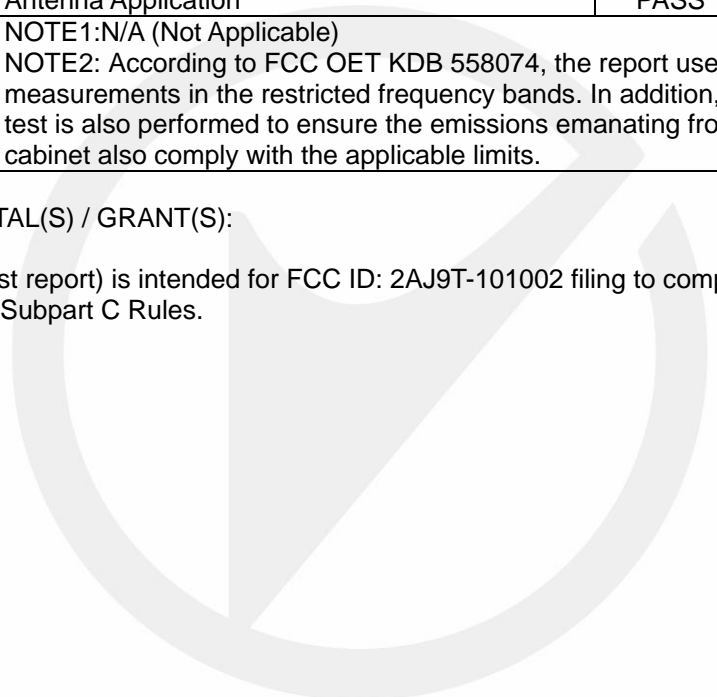 Antenna Application PASS
NOTE1:N/A (Not Applicable)
NOTE2: According to FCC OET KDB 558074, the report use
measurements in the restricted frequency bands. In addition,
test is also performed to ensure the emissions emanating fro
cabinet also comply with the applicable limits.
TAL(S) / GRANT(S):
st report) is intended for FCC ID: 2AJ9T-101002 filing to comp
Subpart C Rules.